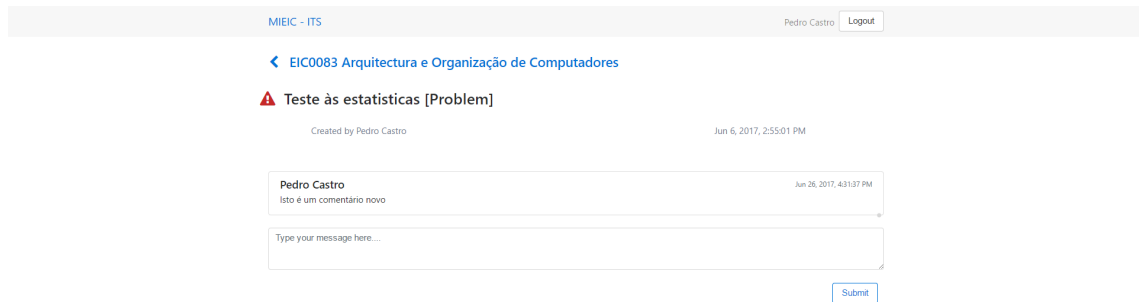 MIEIC - ITS
Pedro Castro Logout
EIC0083 Arquitectura e Organização de Computadores
Teste às estatisticas [Problem]
Created by Pedro Castro Jun 6, 2017, 2:55:01 PM
Pedro Castro Jun 26, 2017, 4:31:37 PM
Isto é um comentário novo
Type your message here....
Submit